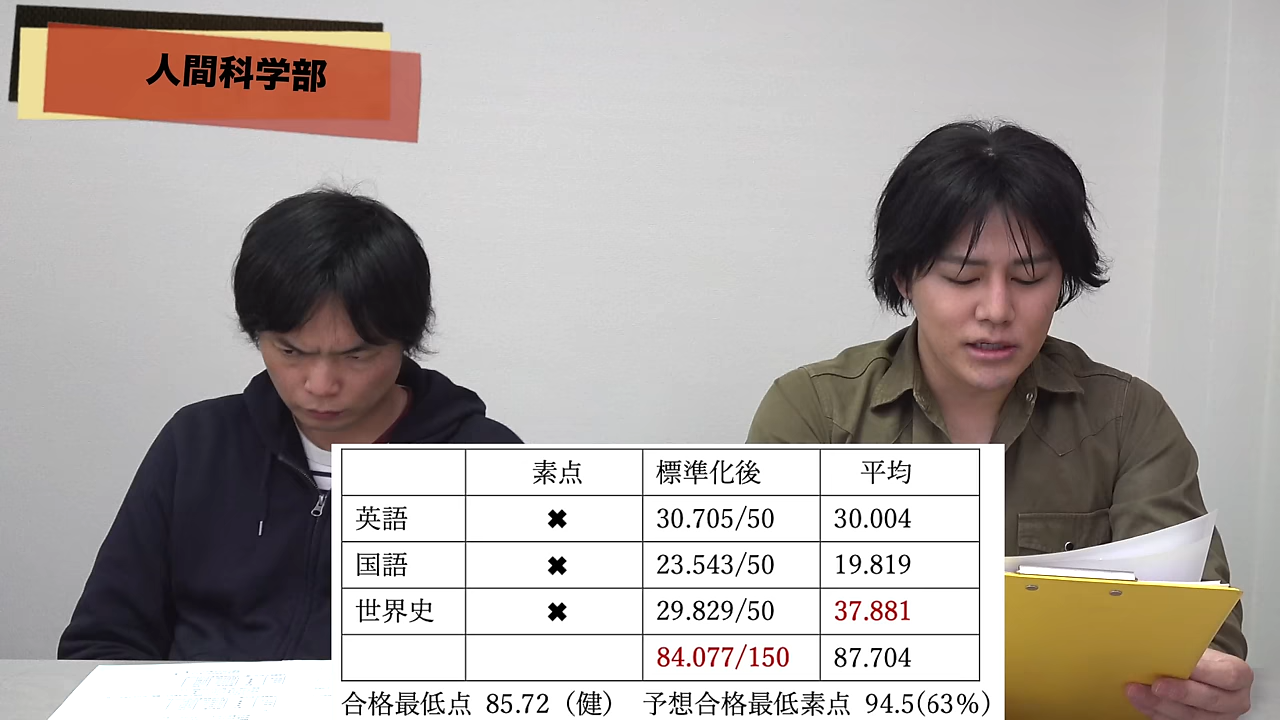 人間科学部
素点 標準化後 平均
英語 ✖ 30.705/50 30.004
国語 ✖ 23.543/50 19.819
世界史 ✖ 29.829/50 37.881
84.077/150 87.704
合格最低点 85.72（健） 予想合格最低素点 94.5(63%)